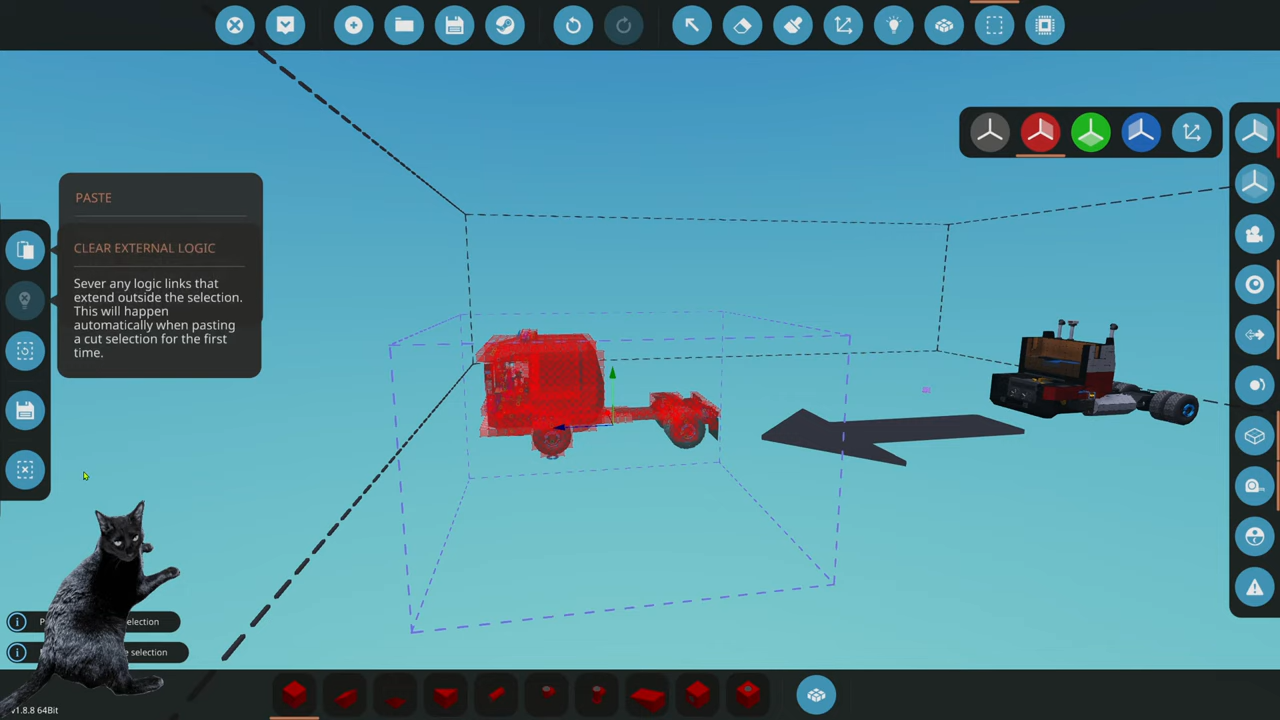 PASTE
CLEAR EXTERNAL LOGIC
Sever any logic links that
extend outside the selection.
This will happen
automatically when pasting
a cut selection for the first
time.
election
e selection
v1.8.8 64Bit